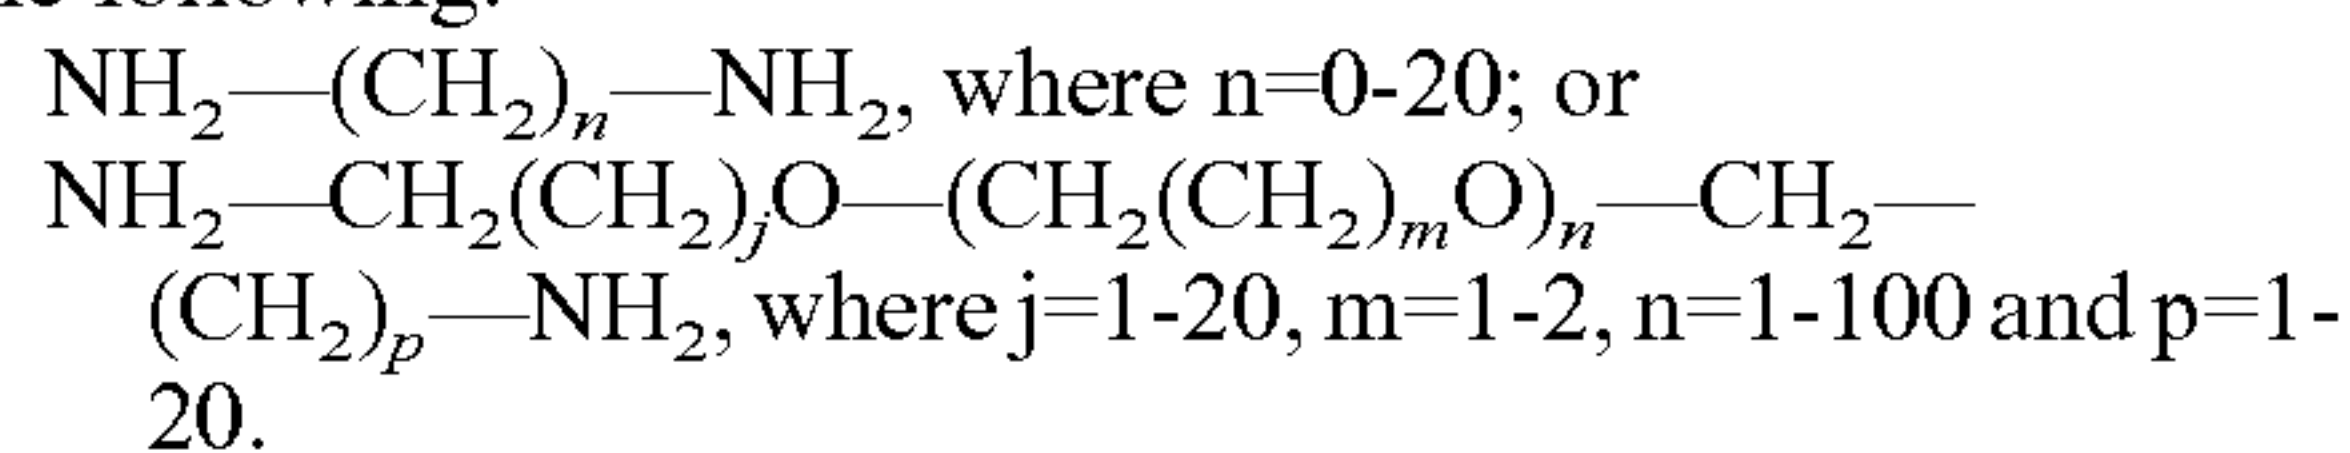 following:
NH₂—(CH₂)ₙ—NH₂, where n=0-20; or
NH₂—CH₂(CH₂)ⱼO—(CH₂(CH₂)ₘO)ₙ—CH₂—
(CH₂)ₚ—NH₂, where j=1-20, m=1-2, n=1-100 and p=1-
20.